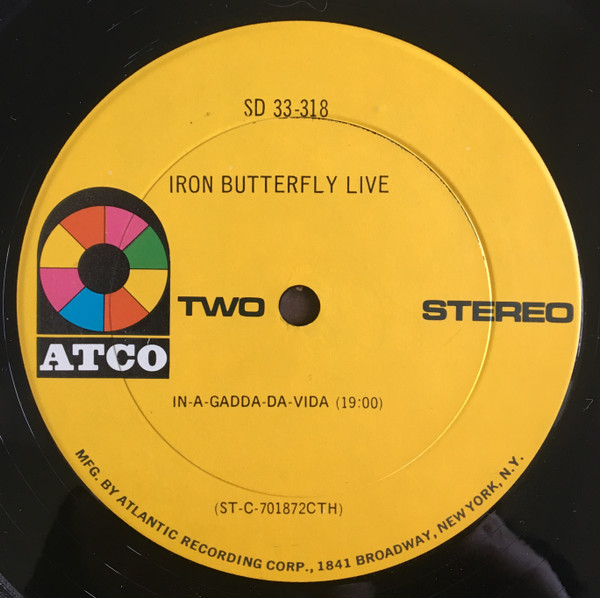 SD 33-318
IRON BUTTERFLY LIVE
ATCO
TWO
STEREO
IN-A-GADDA-DA-VIDA (19:00)
(ST-C-701872CTH)
MFG. BY ATLANTIC RECORDING CORP., 1841 BROADWAY, NEW YORK, N.Y.